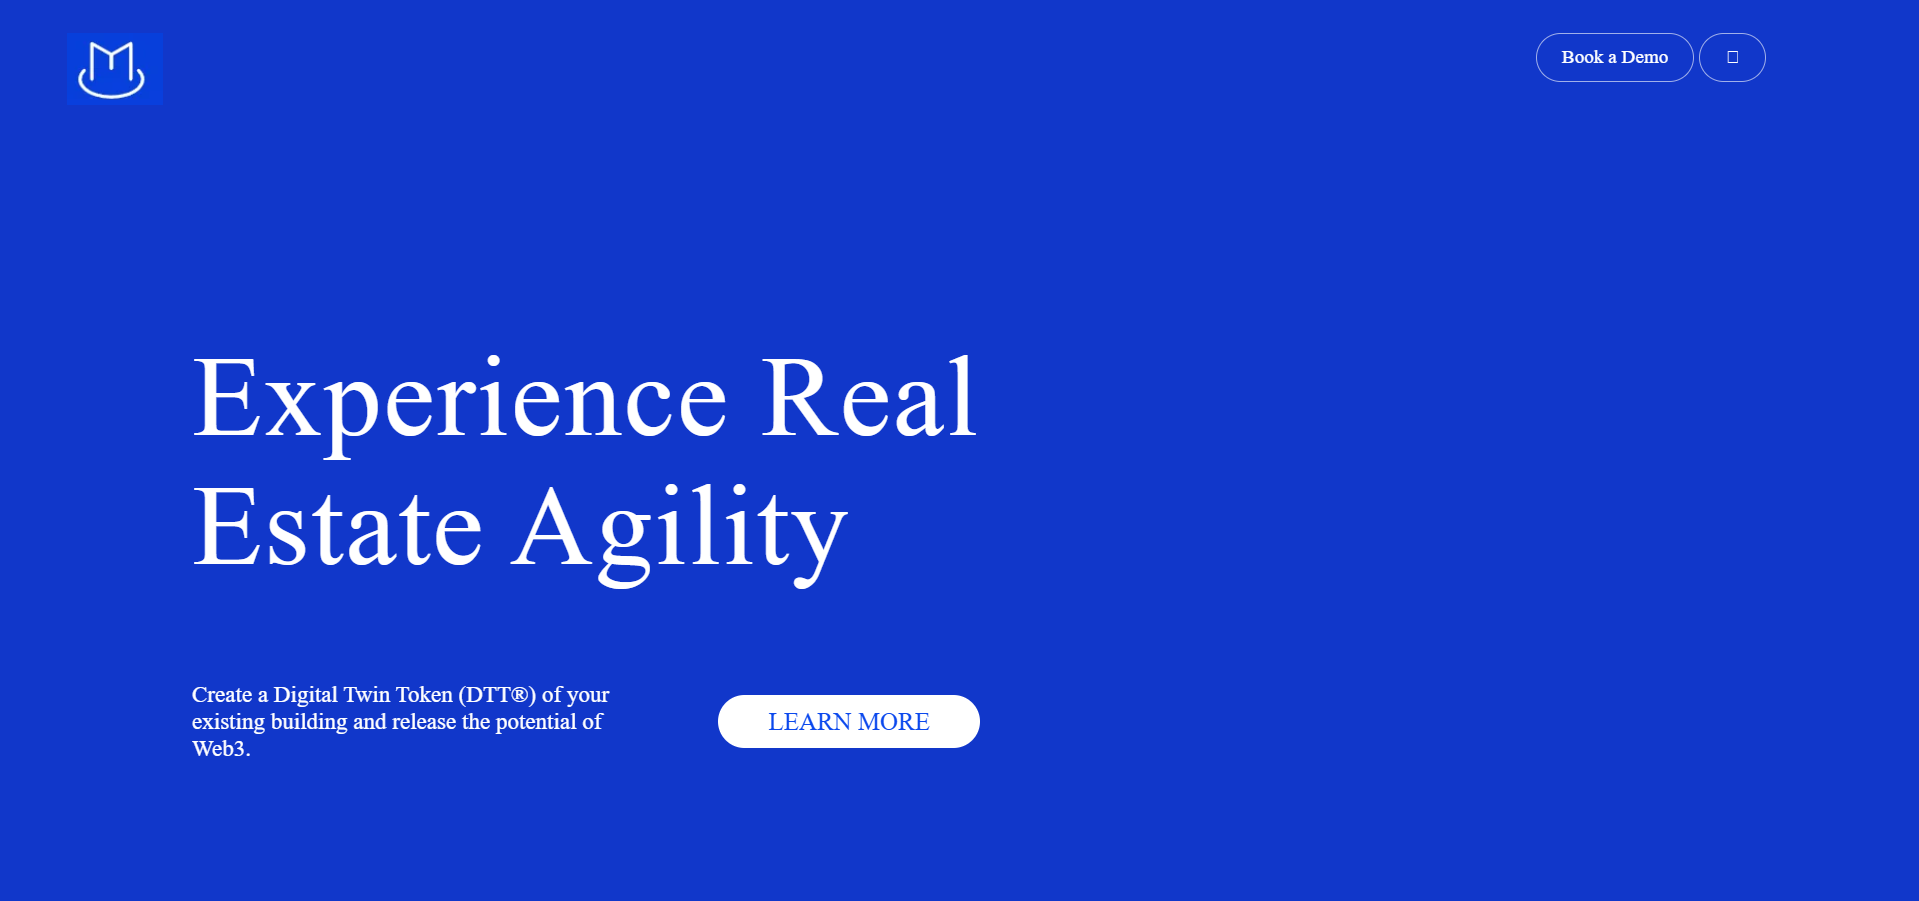 Book a Demo
Experience Real
Estate Agility
Create a Digital Twin Token (DTT®) of your
existing building and release the potential of
Web3.
LEARN MORE